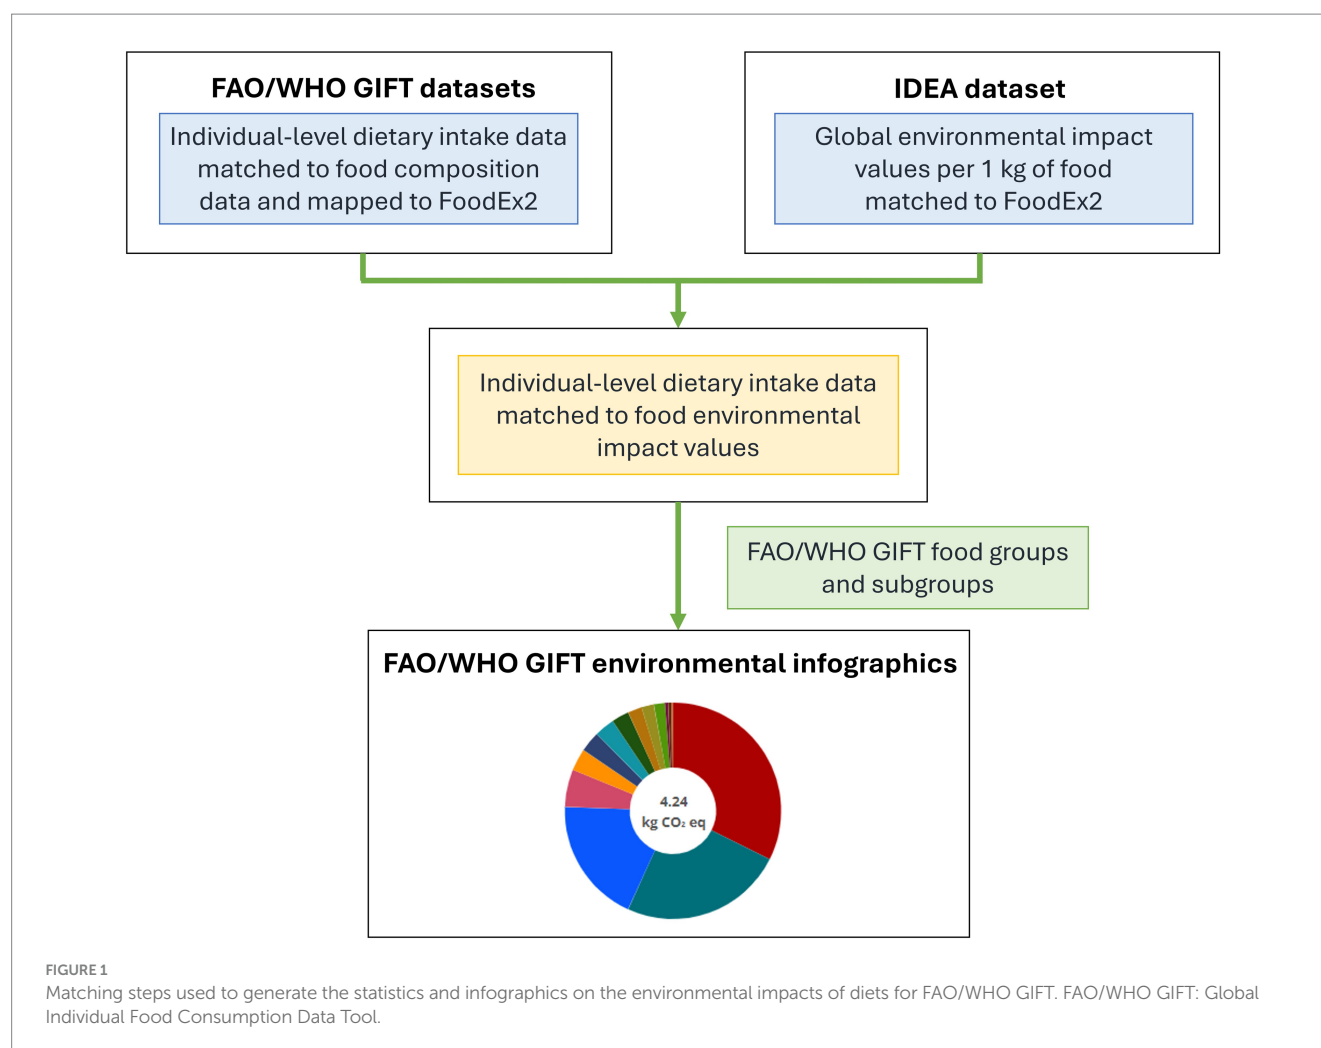 FAO/WHO GIFT datasets
Individual-level dietary intake data
matched to food composition
data and mapped to FoodEx2
IDEA dataset
Global environmental impact
values per 1 kg of food
matched to FoodEx2
Individual-level dietary intake data
matched to food environmental
impact values
FAO/WHO GIFT food groups
and subgroups
FAO/WHO GIFT environmental infographics
4.24
kg CO₂ eq
FIGURE 1
Matching steps used to generate the statistics and infographics on the environmental impacts of diets for FAO/WHO GIFT. FAO/WHO GIFT: Global
Individual Food Consumption Data Tool.